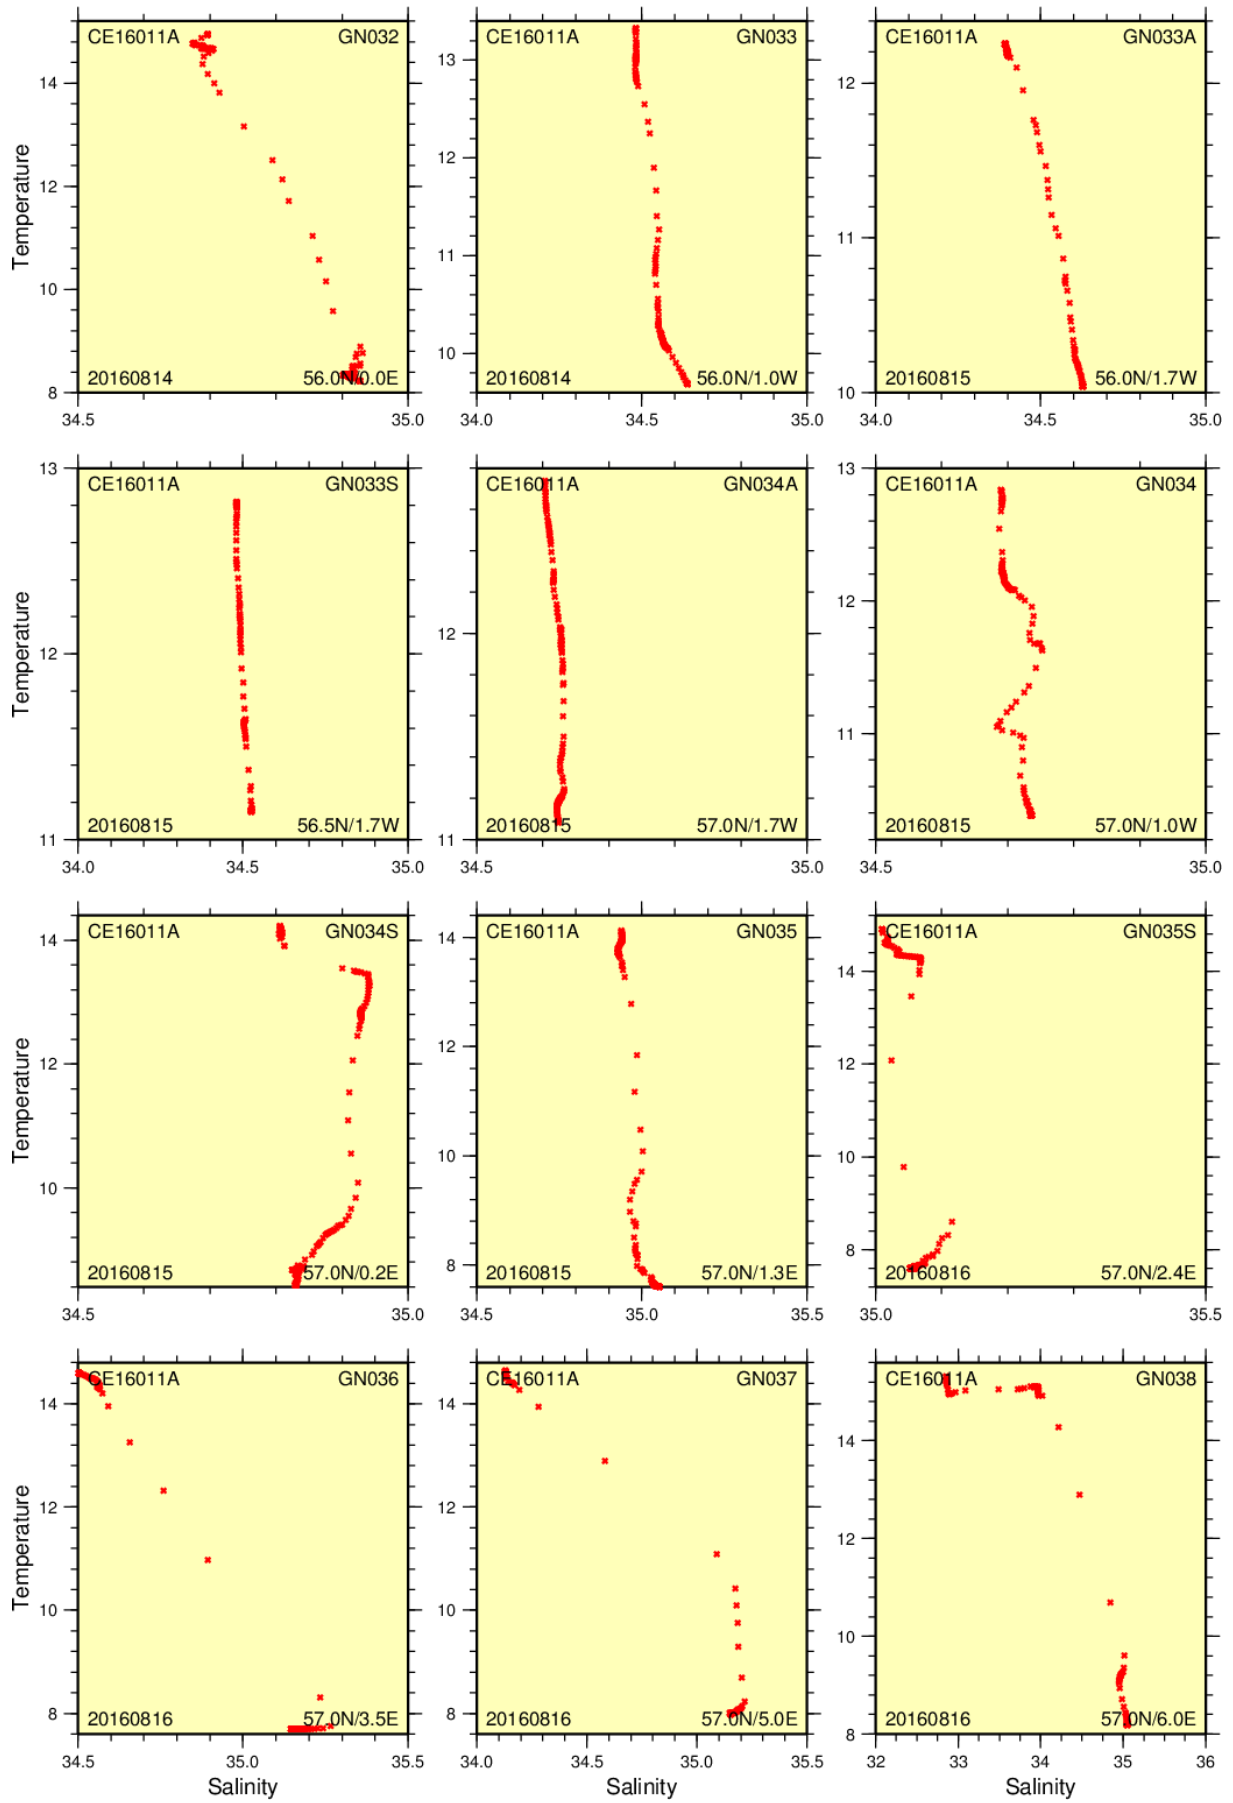 CE16011A GN032
Temperature
14
12
10
8
20160814 56.0N/0.0E
34.5 35.0
CE16011A GN033
13
12
11
10
20160814 56.0N/1.0W
34.5 35.0
CE16011A GN033A
12
11
10
20160815 56.0N/1.7W
34.0 34.5 35.0
CE16011A GN033S
Temperature
13
12
11
20160815 56.5N/1.7W
34.0 34.5 35.0
CE16011A GN034A
12
11
20160815 57.0N/1.7W
34.5 35.0
CE16011A GN034
13
12
11
20160815 57.0N/1.0W
34.5 35.0
CE16011A GN034S
Temperature
14
12
10
20160815 57.0N/0.2E
34.5 35.0
CE16011A GN035
14
12
10
8
20160815 57.0N/1.3E
34.5 35.0 35.5
CE16011A GN035S
14
12
10
8
20160816 57.0N/2.4E
35.0 35.5
CE16011A GN036
Temperature
14
12
10
8
20160816 57.0N/3.5E
34.5 35.0 35.5
Salinity
CE16011A GN037
14
12
10
8
20160816 57.0N/5.0E
34.0 34.5 35.0 35.5
Salinity
CE16011A GN038
14
12
10
8
20160816 57.0N/6.0E
32 33 34 35 36
Salinity